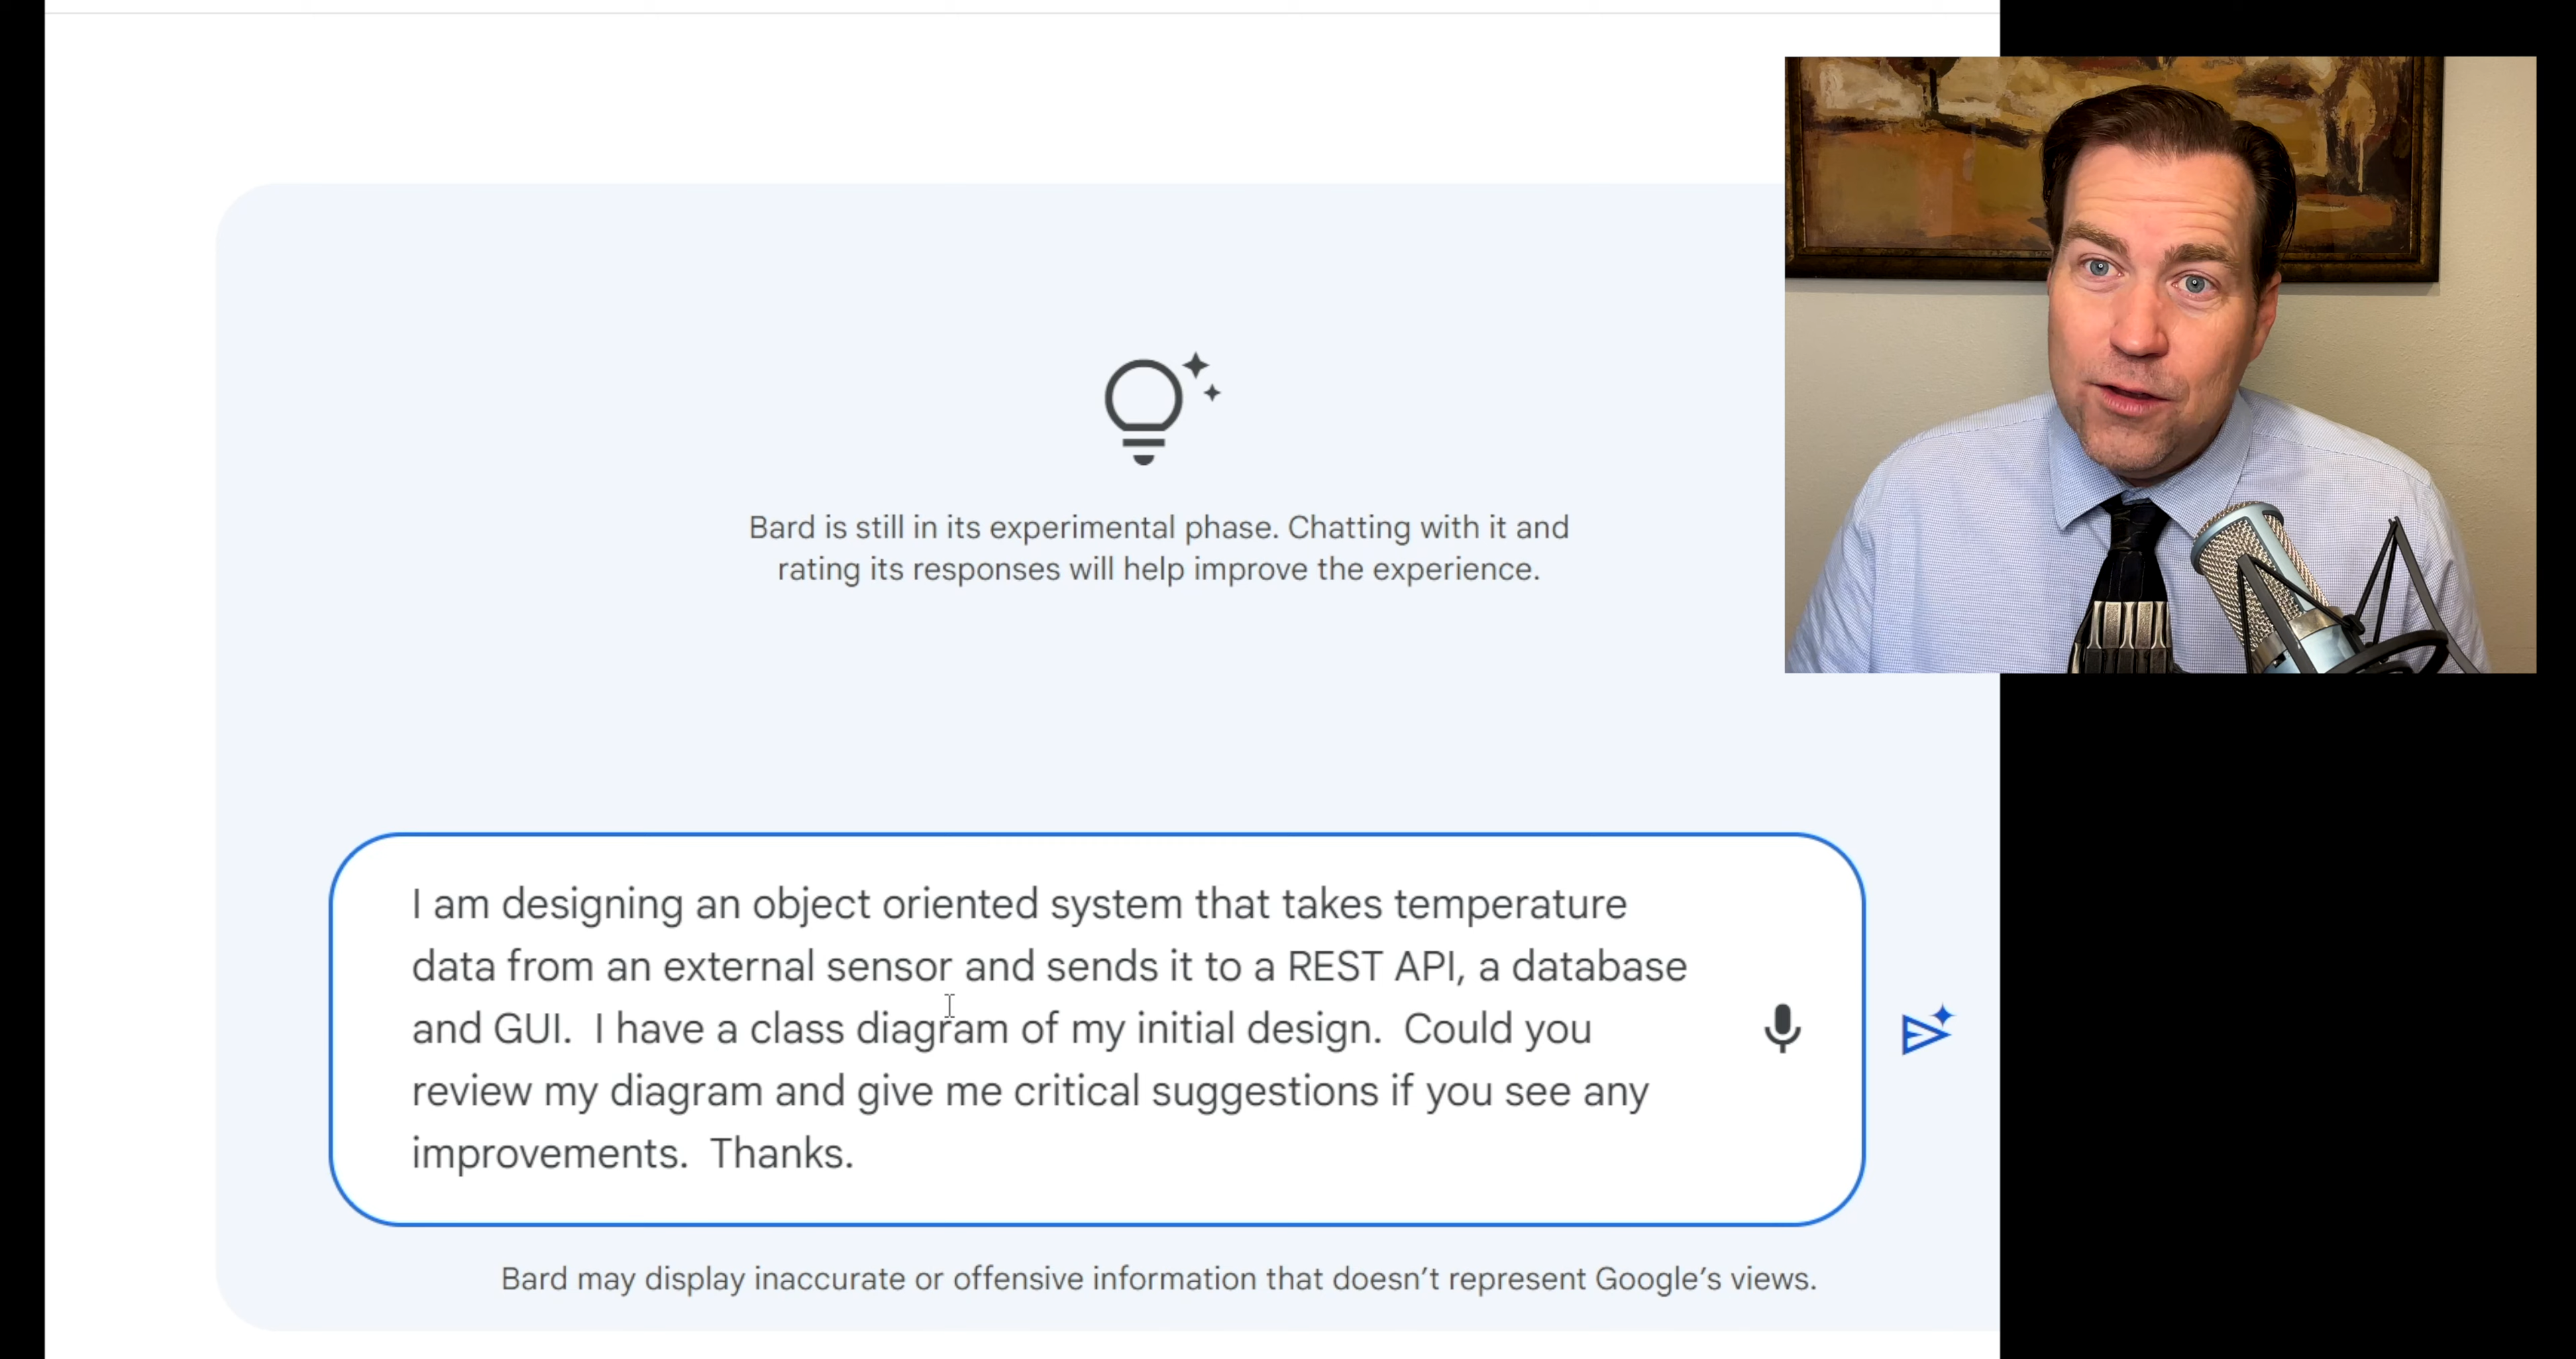 Bard is still in its experimental phase. Chatting with it and
rating its responses will help improve the experience.
I am designing an object oriented system that takes temperature
data from an external sensor and sends it to a REST API, a database
and GUI.  I have a class diagram of my initial design.  Could you
review my diagram and give me critical suggestions if you see any
improvements.  Thanks.
Bard may display inaccurate or offensive information that doesn't represent Google's views.